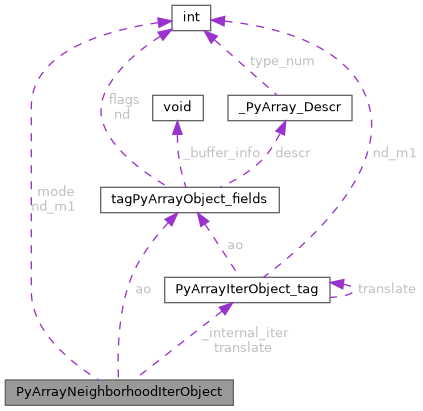 int
type_num
flags
nd
void
_PyArray_Descr
_buffer_info
descr
nd_m1
mode
nd_m1
tagPyArrayObject_fields
ao
ao
PyArrayIterObject_tag
translate
_internal_iter
translate
PyArrayNeighborhoodIterObject